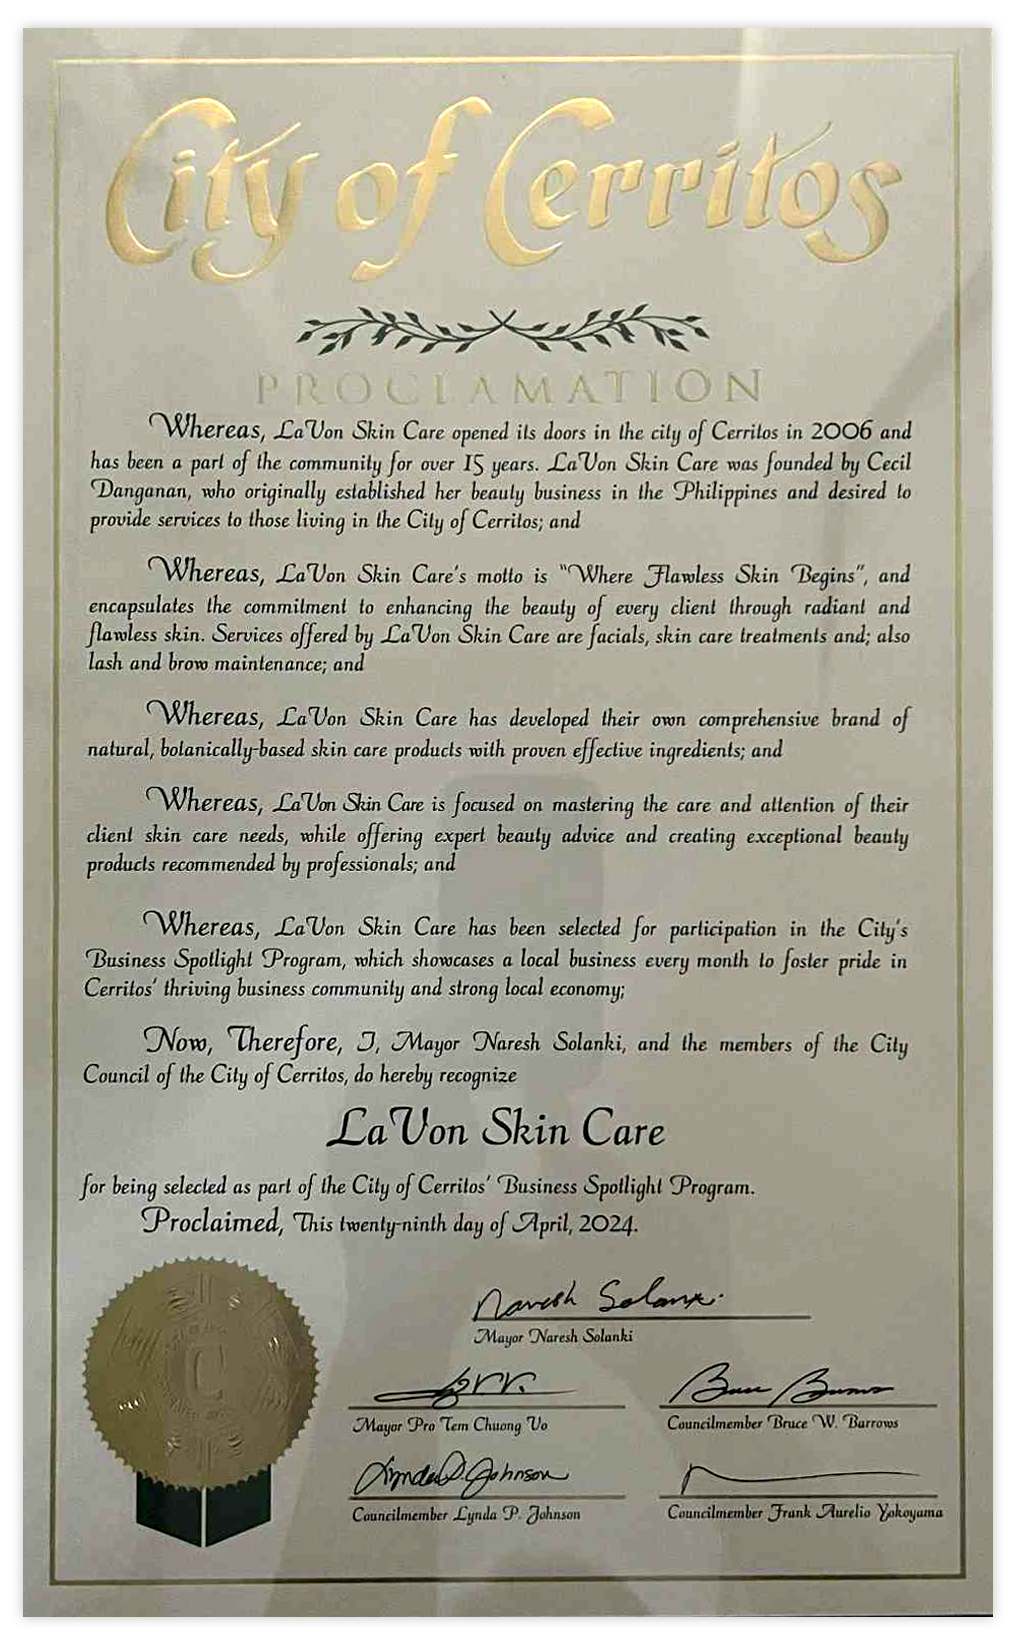 City of Cerritos
PROCLAMATION
Whereas, LaVon Skin Care opened its doors in the city of Cerritos in 2006 and
has been a part of the community for over 15 years. LaVon Skin Care was founded by Cecil
Danganan, who originally established her beauty business in the Philippines and desired to
provide services to those living in the City of Cerritos; and
Whereas, LaVon Skin Care's motto is "Where Flawless Skin Begins", and
encapsulates the commitment to enhancing the beauty of every client through radiant and
flawless skin. Services offered by LaVon Skin Care are facials, skin care treatments and; also
lash and brow maintenance; and
Whereas, LaVon Skin Care has developed their own comprehensive brand of
natural, botanically-based skin care products with proven effective ingredients; and
Whereas, LaVon Skin Care is focused on mastering the care and attention of their
client skin care needs, while offering expert beauty advice and creating exceptional beauty
products recommended by professionals; and
Whereas, LaVon Skin Care has been selected for participation in the City's
Business Spotlight Program, which showcases a local business every month to foster pride in
Cerritos' thriving business community and strong local economy;
Now, Therefore, I, Mayor Naresh Solanki, and the members of the City
Council of the City of Cerritos, do hereby recognize
LaVon Skin Care
for being selected as part of the City of Cerritos' Business Spotlight Program.
Proclaimed, This twenty-ninth day of April, 2024.
Naresh Solanki
Mayor Naresh Solanki
Bruce Burrows
Mayor Pro Tem Chuong Vo
Councilmember Bruce W. Barrows
Lynda P. Johnson
Councilmember Lynda P. Johnson
Councilmember Frank Aurelio Yokoyama
C